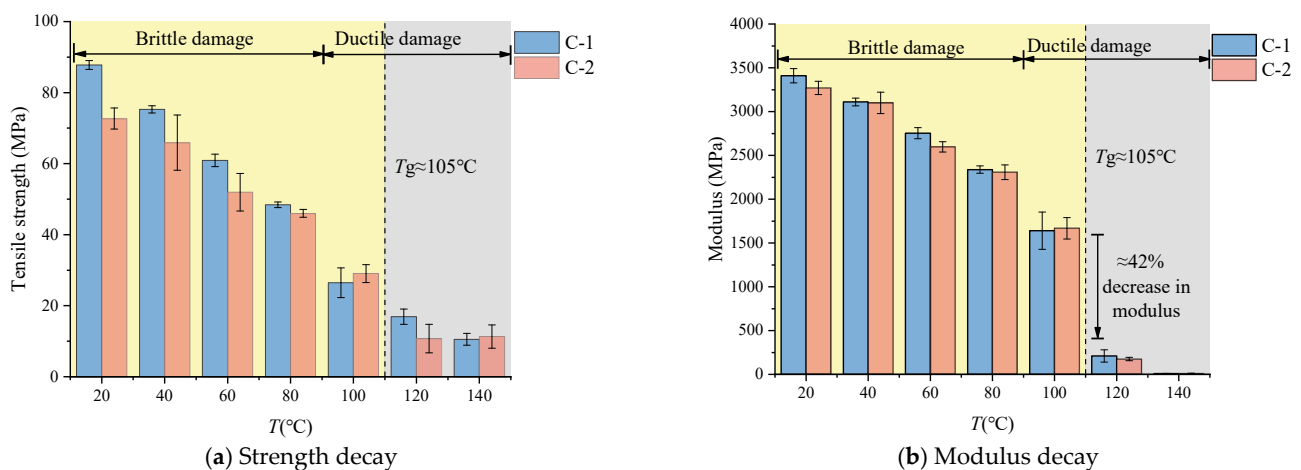 100
80
60
40
20
0
Tensile strength (MPa)
Brittle damage
Ductile damage
C-1
C-2
Tg≈105℃
20 40 60 80 100 120 140
T(℃)
(a) Strength decay
4000
3500
3000
2500
2000
1500
1000
500
0
Modulus (MPa)
Brittle damage
Ductile damage
C-1
C-2
Tg≈105℃
≈42%
decrease in
modulus
20 40 60 80 100 120 140
T(℃)
(b) Modulus decay